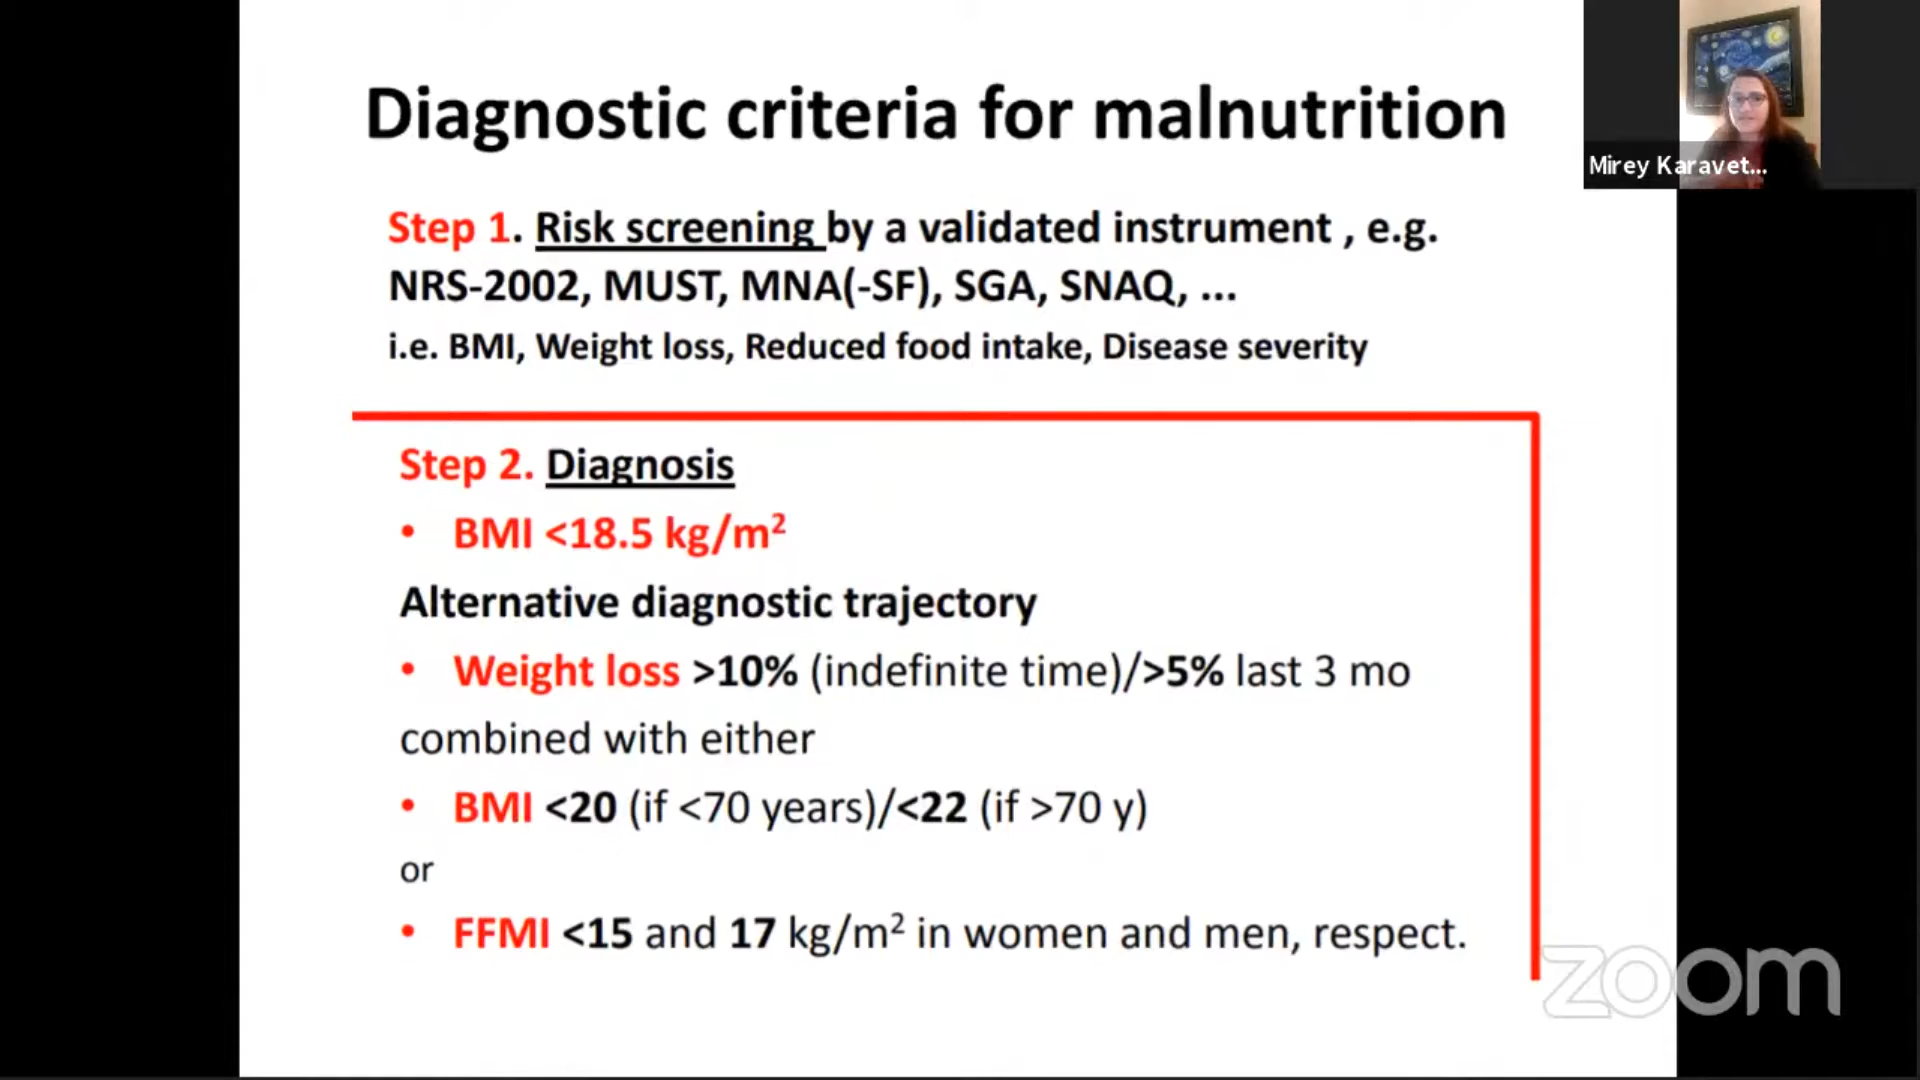 Diagnostic criteria for malnutrition
Mirey Karavet...
Step 1. Risk screening by a validated instrument , e.g.
NRS-2002, MUST, MNA(-SF), SGA, SNAQ, ...
i.e. BMI, Weight loss, Reduced food intake, Disease severity
Step 2. Diagnosis
• BMI <18.5 kg/m²
Alternative diagnostic trajectory
• Weight loss >10% (indefinite time)/>5% last 3 mo
combined with either
• BMI <20 (if <70 years)/<22 (if >70 y)
or
• FFMI <15 and 17 kg/m² in women and men, respect.
zoom